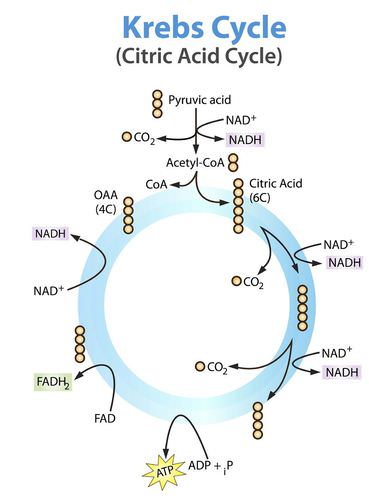 Krebs Cycle
(Citric Acid Cycle)
Pyruvic acid
NAD+
CO2
NADH
Acetyl-CoA
CoA
Citric Acid
(6C)
OAA
(4C)
NADH
NAD+
NAD+
NADH
CO2
NAD+
NADH
CO2
FADH2
FAD
ATP
ADP + iP